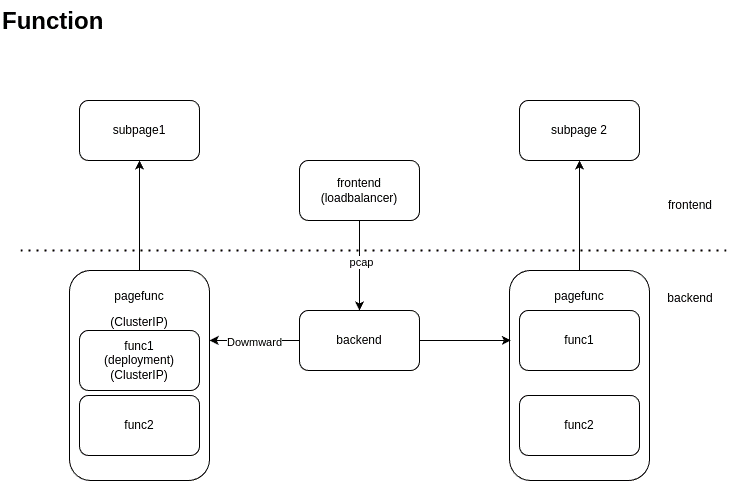 Function
subpage1
subpage 2
frontend
(loadbalancer)
frontend
pcap
pagefunc
(ClusterIP)
func1
(deployment)
(ClusterIP)
func2
Dowmward
backend
pagefunc
func1
func2
backend